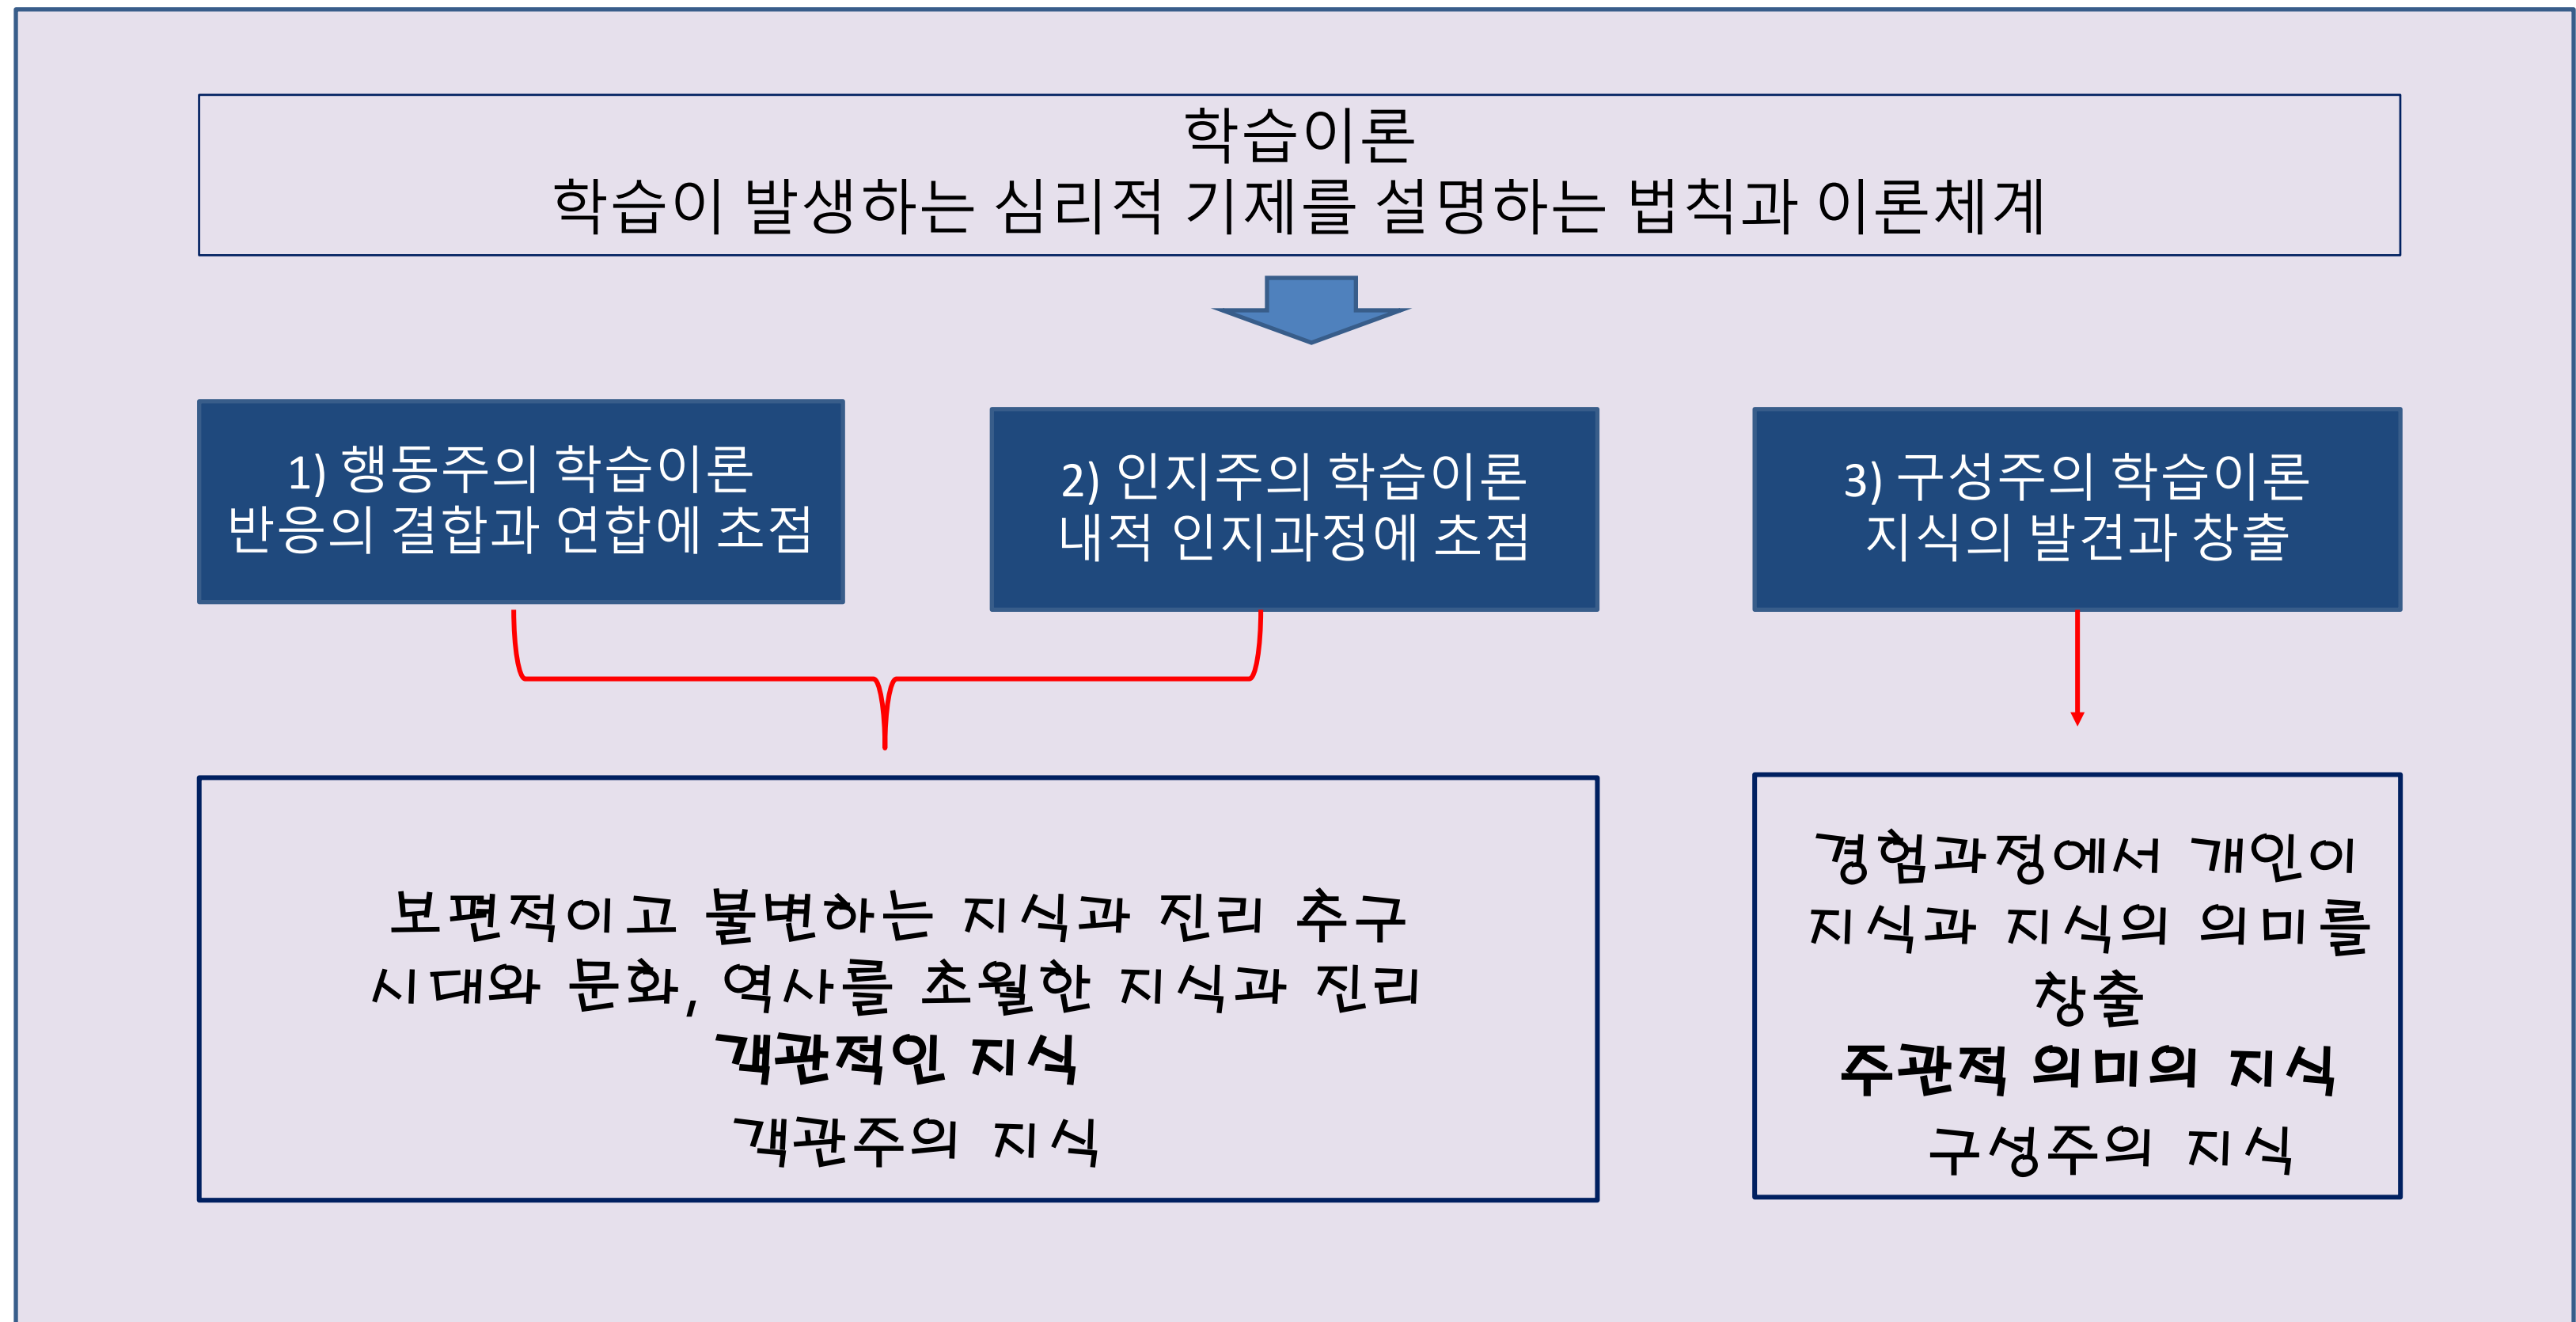 학습이론
학습이 발생하는 심리적 기제를 설명하는 법칙과 이론체계
1) 행동주의 학습이론
반응의 결합과 연합에 초점
2) 인지주의 학습이론
내적 인지과정에 초점
3) 구성주의 학습이론
지식의 발견과 창출
보편적이고 불변하는 지식과 진리 추구
시대와 문화, 역사를 초월한 지식과 진리
객관적인 지식
객관주의 지식
경험과정에서 개인이
지식과 지식의 의미를
창출
주관적 의미의 지식
구성주의 지식